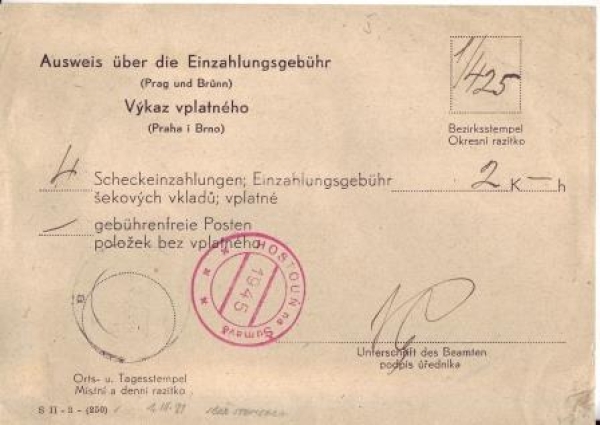 Ausweis über die Einzahlungsgebühr
(Prag und Brünn)
Výkaz vplatného
(Praha i Brno)
1/425
Bezirksstempel
Okresní razítko
4 Scheckeinzahlungen; Einzahlungsgebühr 2 K — h
šekových vkladů; vplatné
— gebührenfreie Posten
položek bez vplatného
HOSTOUŇ na Šumavě
1945
Unterschrift des Beamten
podpis úředníka
Orts- u. Tagesstempel
Místní a denní razítko
S II - 3 - (250)